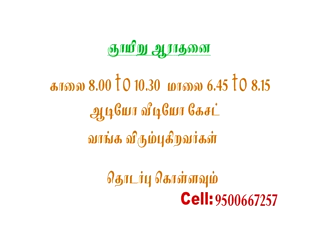 ஞாயிறு ஆராதனை
காலை 8.00 to 10.30 மாலை 6.45 to 8.15
ஆடியோ வீடியோ கேசட்
வாங்க விரும்புகிறவர்கள்
தொடர்பு கொள்ளவும்
Cell: 9500667257